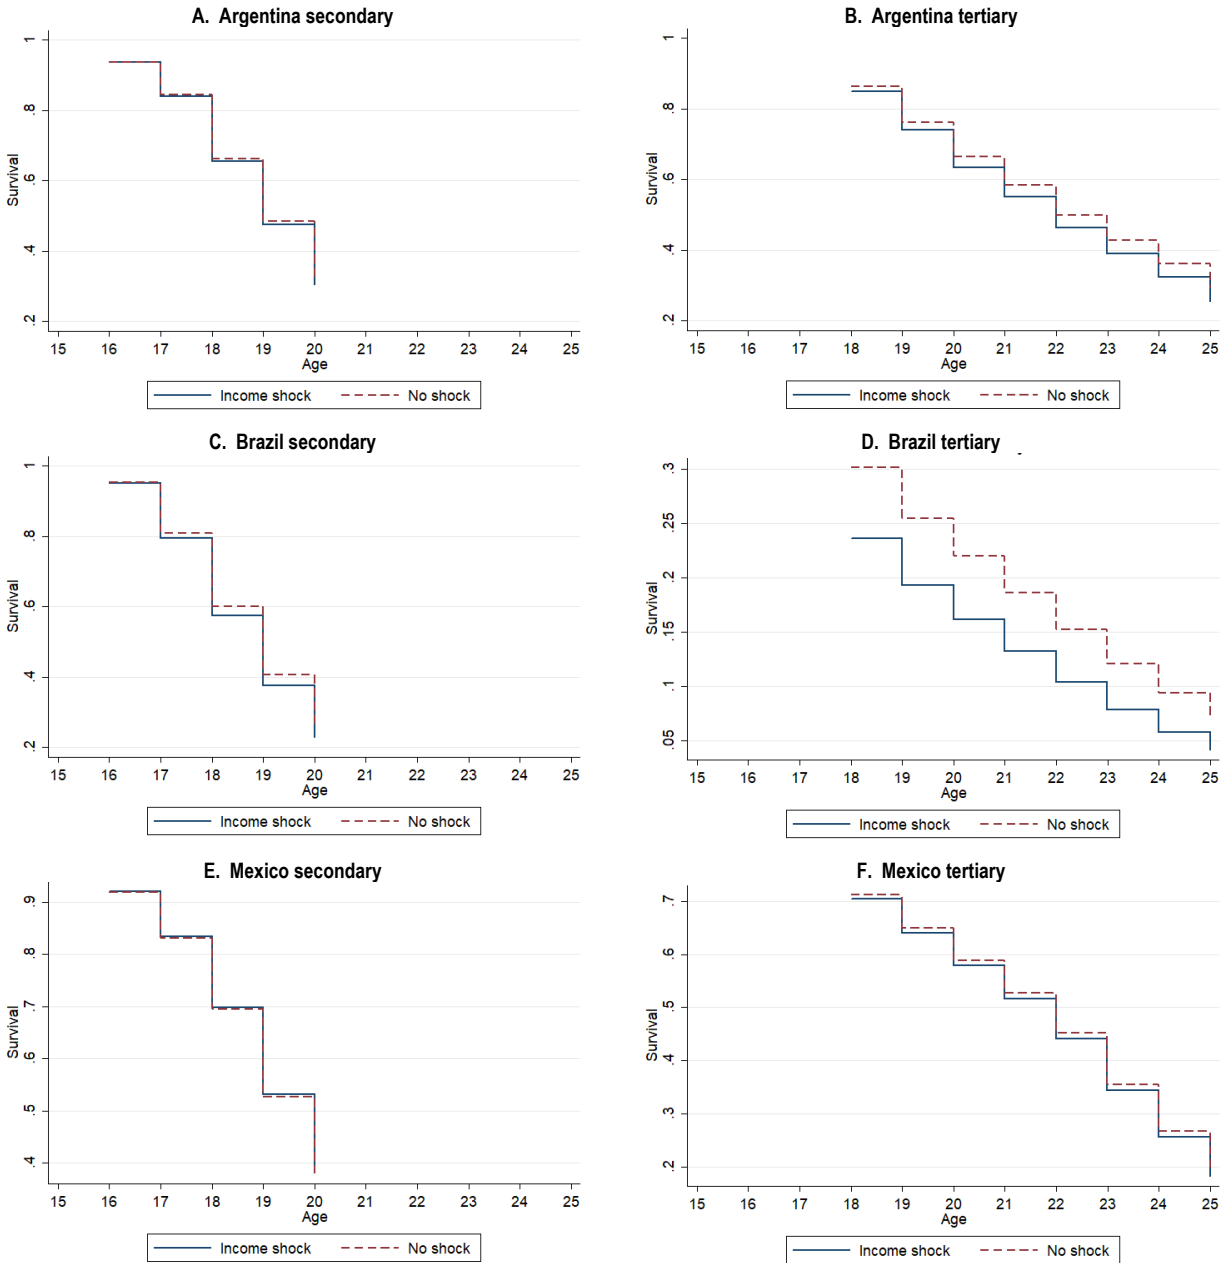 A. Argentina secondary
1
.8
.6
.4
.2
Survival
15 16 17 18 19 20 21 22 23 24 25
Age
Income shock No shock
B. Argentina tertiary
1
.8
.6
.4
.2
Survival
15 16 17 18 19 20 21 22 23 24 25
Age
Income shock No shock
C. Brazil secondary
1
.8
.6
.4
.2
Survival
15 16 17 18 19 20 21 22 23 24 25
Age
Income shock No shock
D. Brazil tertiary
.3
.25
.2
.15
.1
.05
Survival
15 16 17 18 19 20 21 22 23 24 25
Age
Income shock No shock
E. Mexico secondary
.9
.8
.7
.6
.5
.4
Survival
15 16 17 18 19 20 21 22 23 24 25
Age
Income shock No shock
F. Mexico tertiary
.7
.6
.5
.4
.3
.2
Survival
15 16 17 18 19 20 21 22 23 24 25
Age
Income shock No shock